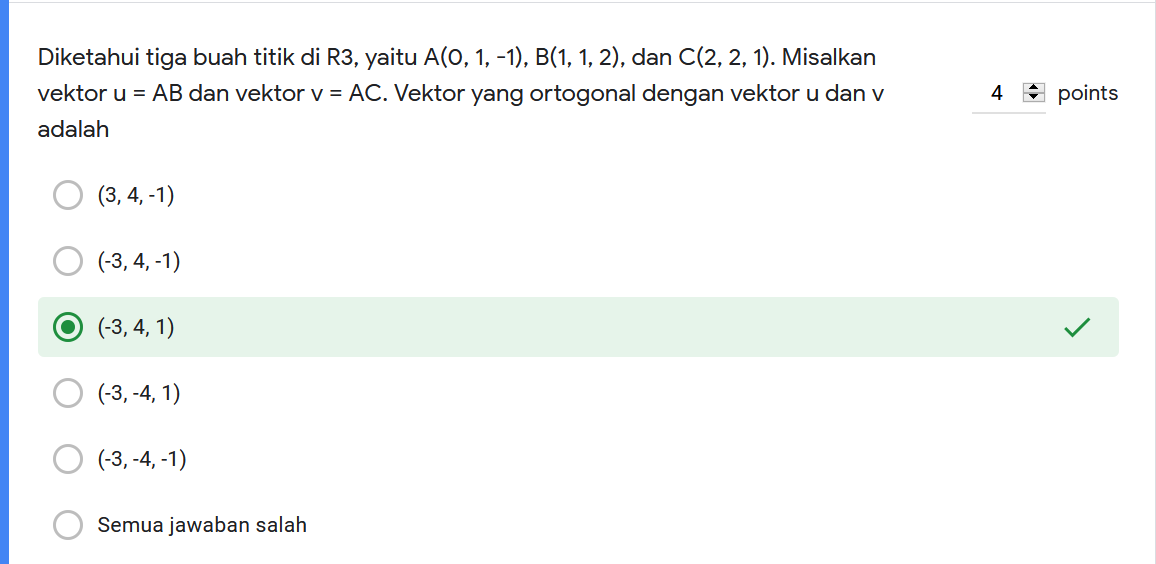 Diketahui tiga buah titik di R3, yaitu A(0, 1, -1), B(1, 1, 2), dan C(2, 2, 1). Misalkan
vektor u = AB dan vektor v = AC. Vektor yang ortogonal dengan vektor u dan v
adalah
4 points
(3, 4, -1)
(-3, 4, -1)
(-3, 4, 1)
(-3, -4, 1)
(-3, -4, -1)
Semua jawaban salah